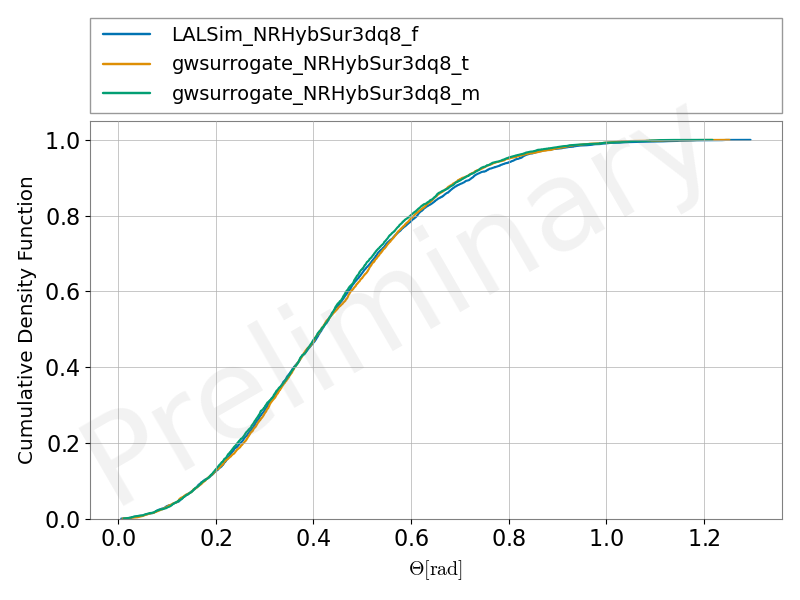 LALSim_NRHybSur3dq8_f
gwsurrogate_NRHybSur3dq8_t
gwsurrogate_NRHybSur3dq8_m
1.0
0.8
0.6
0.4
0.2
0.0
Cumulative Density Function
Preliminary
0.0 0.2 0.4 0.6 0.8 1.0 1.2
Θ[rad]